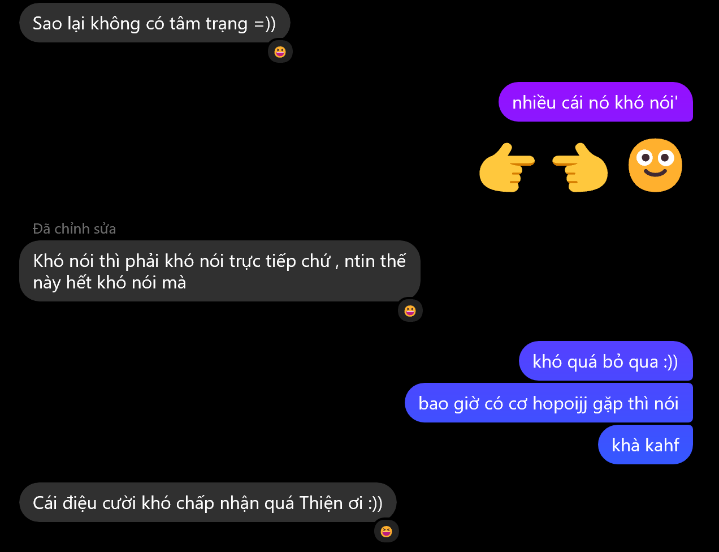 Sao lại không có tâm trạng =))
nhiều cái nó khó nói'
Đã chỉnh sửa
Khó nói thì phải khó nói trực tiếp chứ , ntin thế
này hết khó nói mà
khó quá bỏ qua :))
bao giờ có cơ hopoijj gặp thì nói
khà kahf
Cái điệu cười khó chấp nhận quá Thiện ơi :))